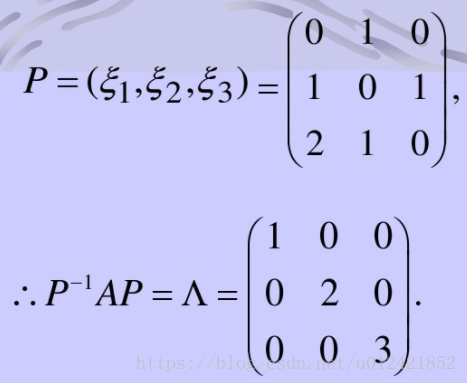 P = (ξ₁,ξ₂,ξ₃) = ( 0 1 0
1 0 1
2 1 0 ),
∴ P⁻¹AP = Λ = ( 1 0 0
0 2 0
0 0 3 ).
https://blog.csdn.net/u012421852